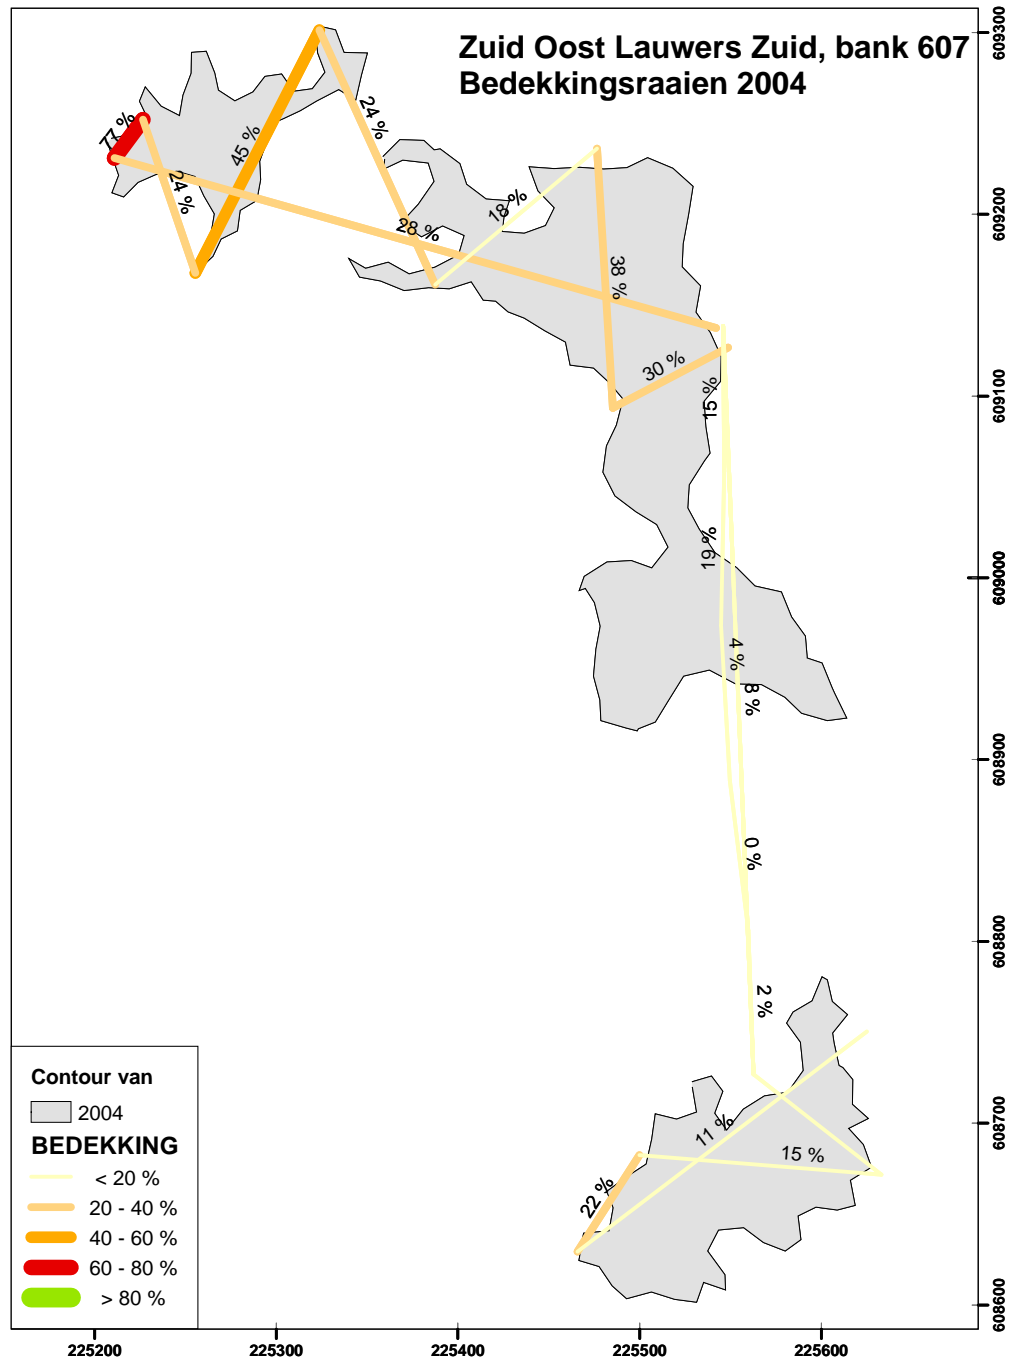 Zuid Oost Lauwers Zuid, bank 607
Bedekkingsraaien 2004
77 %
24 %
45 %
24 %
28 %
18 %
38 %
30 %
15 %
19 %
4 %
8 %
0 %
2 %
11 %
15 %
22 %
609300
609200
609100
609000
608900
608800
608700
608600
Contour van
2004
BEDEKKING
< 20 %
20 - 40 %
40 - 60 %
60 - 80 %
> 80 %
225200 225300 225400 225500 225600